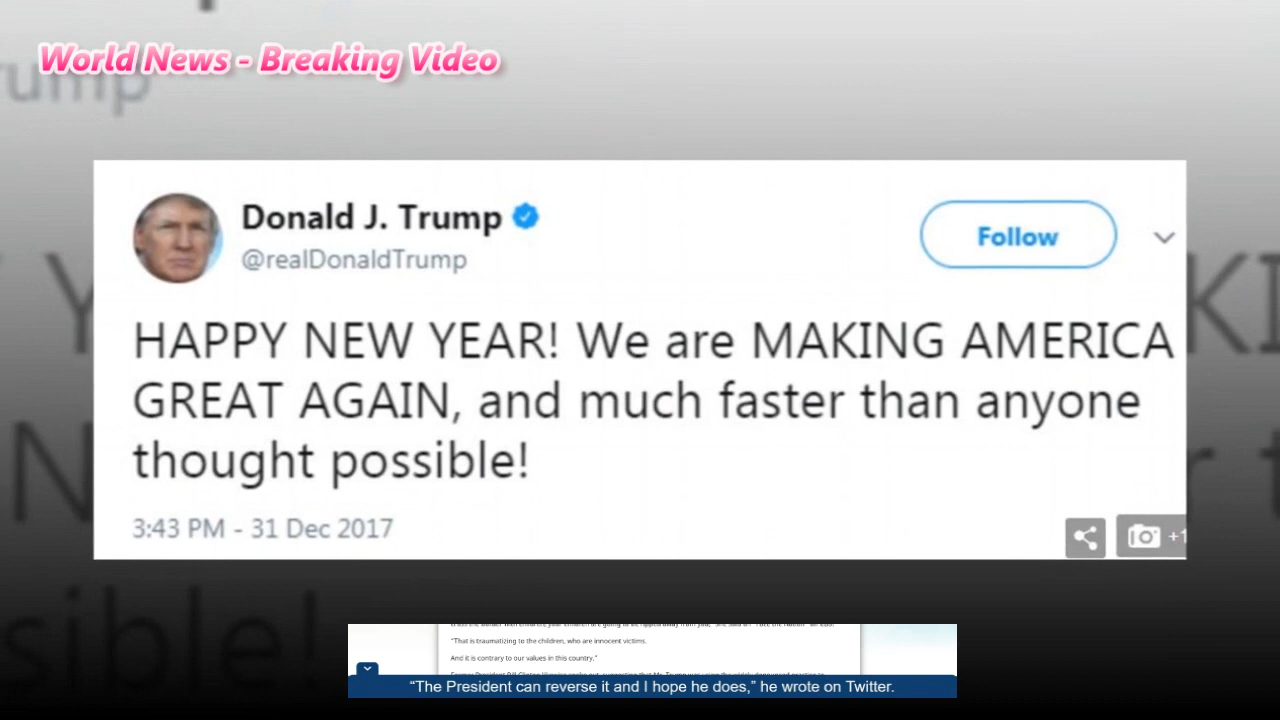 World News - Breaking Video
rump
Donald J. Trump
@realDonaldTrump
Follow
HAPPY NEW YEAR! We are MAKING AMERICA
GREAT AGAIN, and much faster than anyone
thought possible!
3:43 PM - 31 Dec 2017
+1
sible!
“That is traumatizing to the children, who are innocent victims.
And it is contrary to our values in this country.”
“The President can reverse it and I hope he does,” he wrote on Twitter.